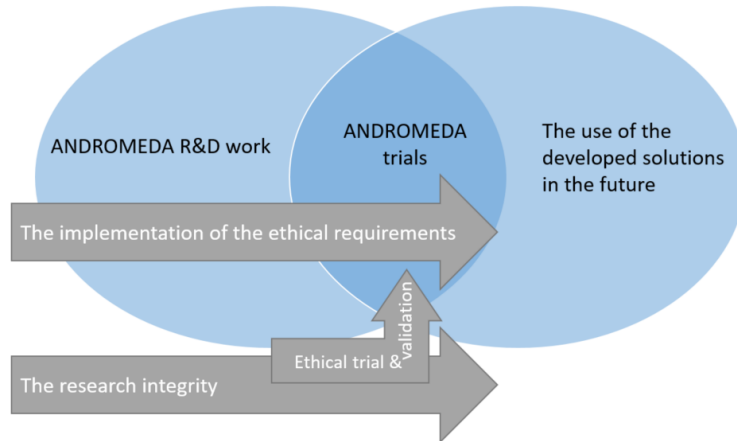 ANDROMEDA R&D work
ANDROMEDA
trials
The use of the
developed solutions
in the future
The implementation of the ethical requirements
Ethical trial &
validation
The research integrity